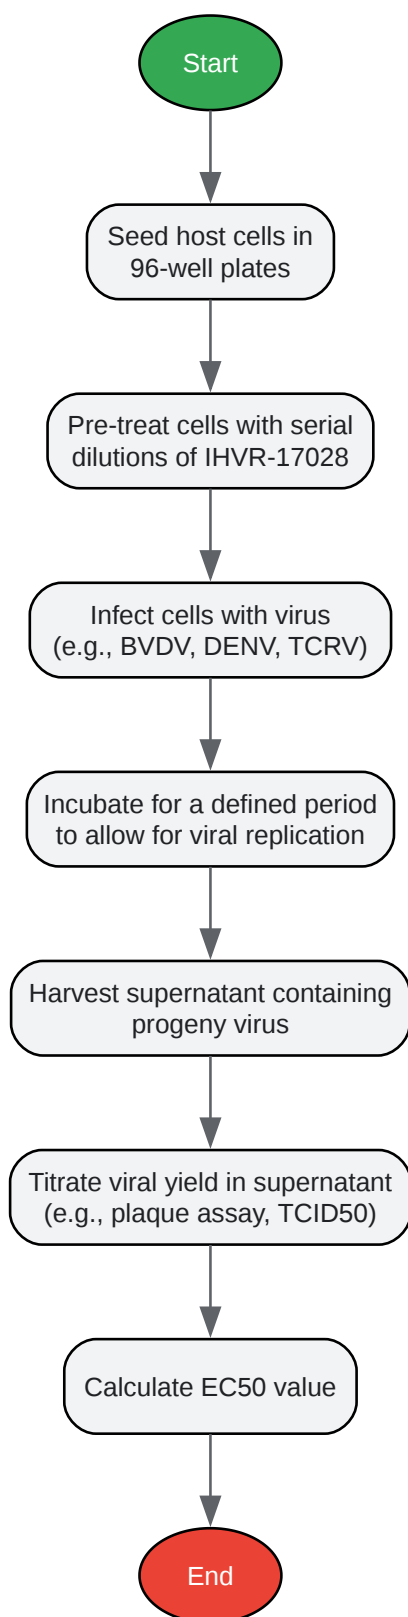 Start
Seed host cells in
96-well plates
Pre-treat cells with serial
dilutions of IHVR-17028
Infect cells with virus
(e.g., BVDV, DENV, TCRV)
Incubate for a defined period
to allow for viral replication
Harvest supernatant containing
progeny virus
Titrate viral yield in supernatant
(e.g., plaque assay, TCID50)
Calculate EC50 value
End